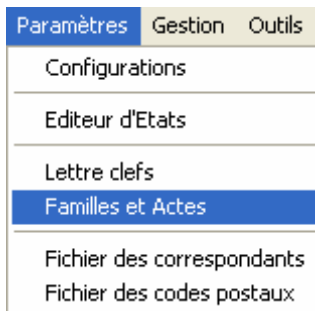 Paramètres Gestion Outils
Configurations
Editeur d'Etats
Lettre clefs
Familles et Actes
Fichier des correspondants
Fichier des codes postaux